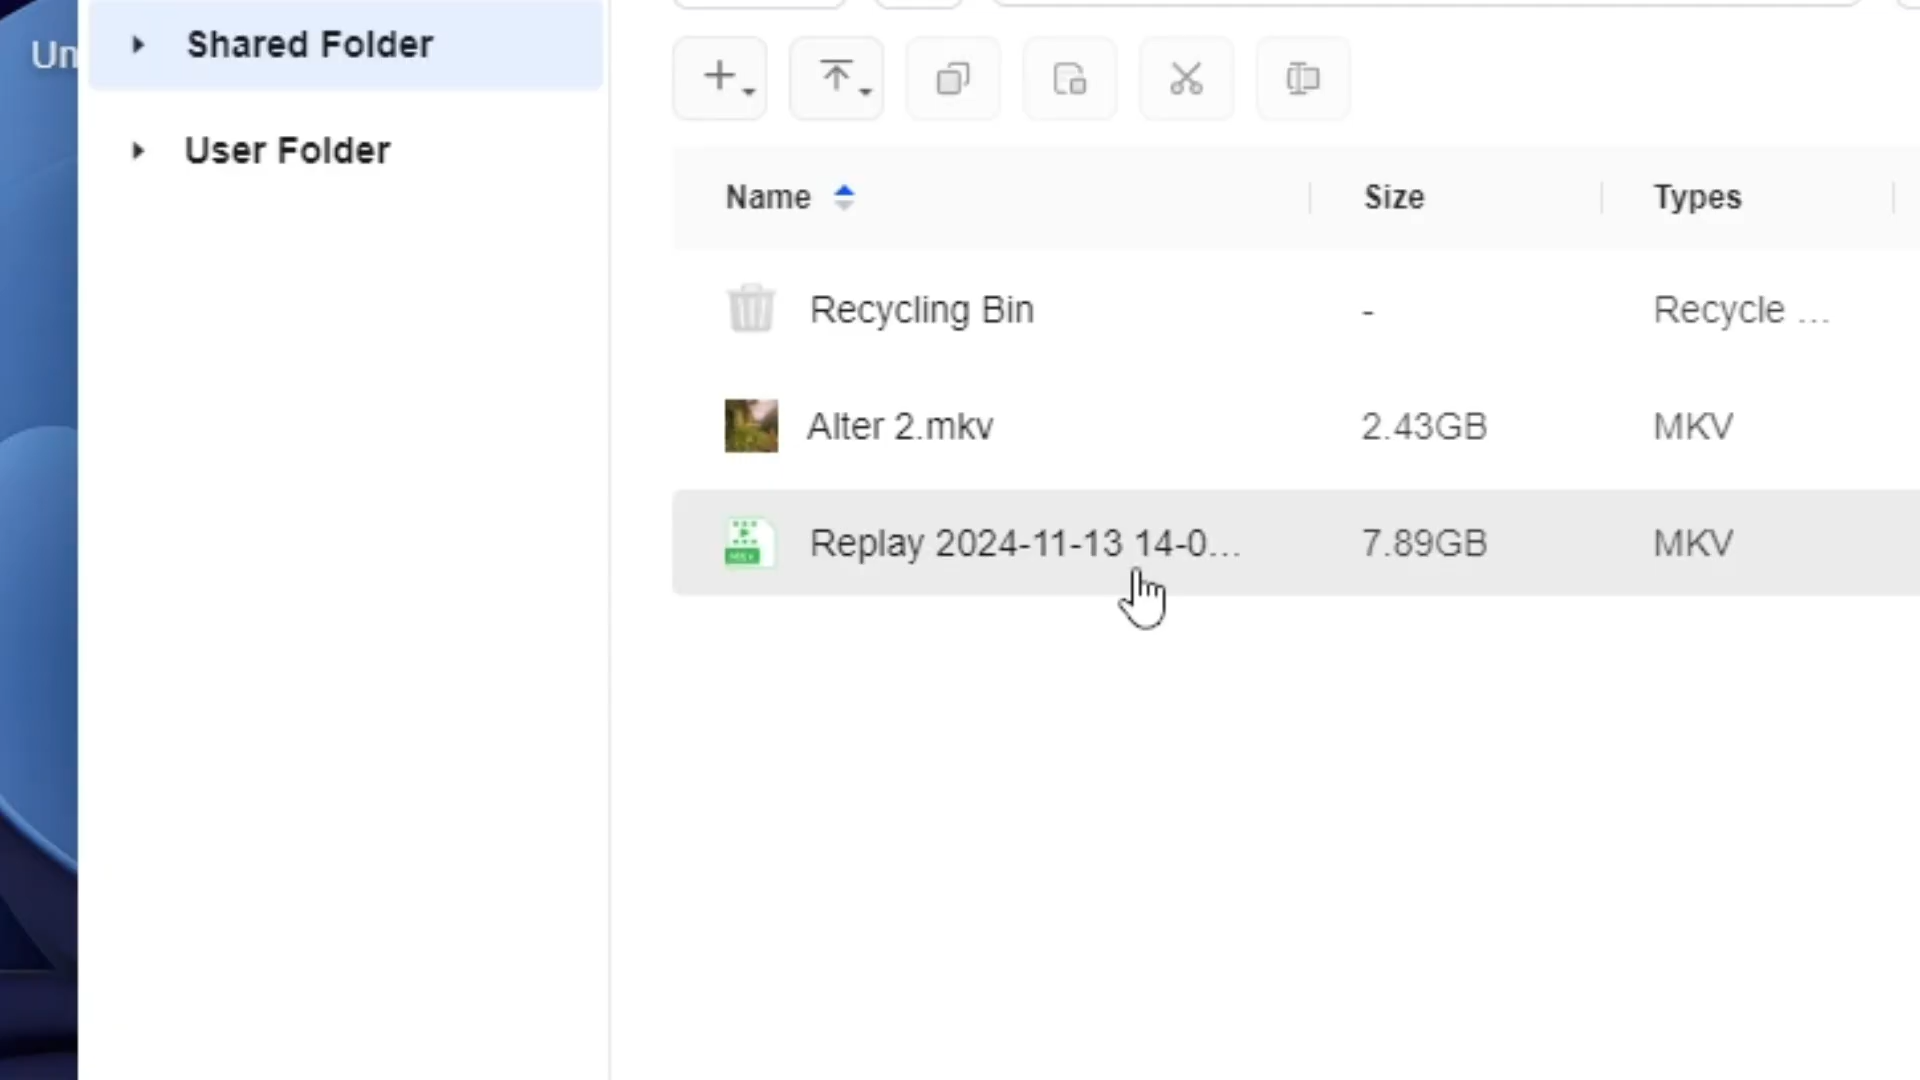 Un
Shared Folder
User Folder
Name Size Types
Recycling Bin - Recycle ...
Alter 2.mkv 2.43GB MKV
Replay 2024-11-13 14-0... 7.89GB MKV